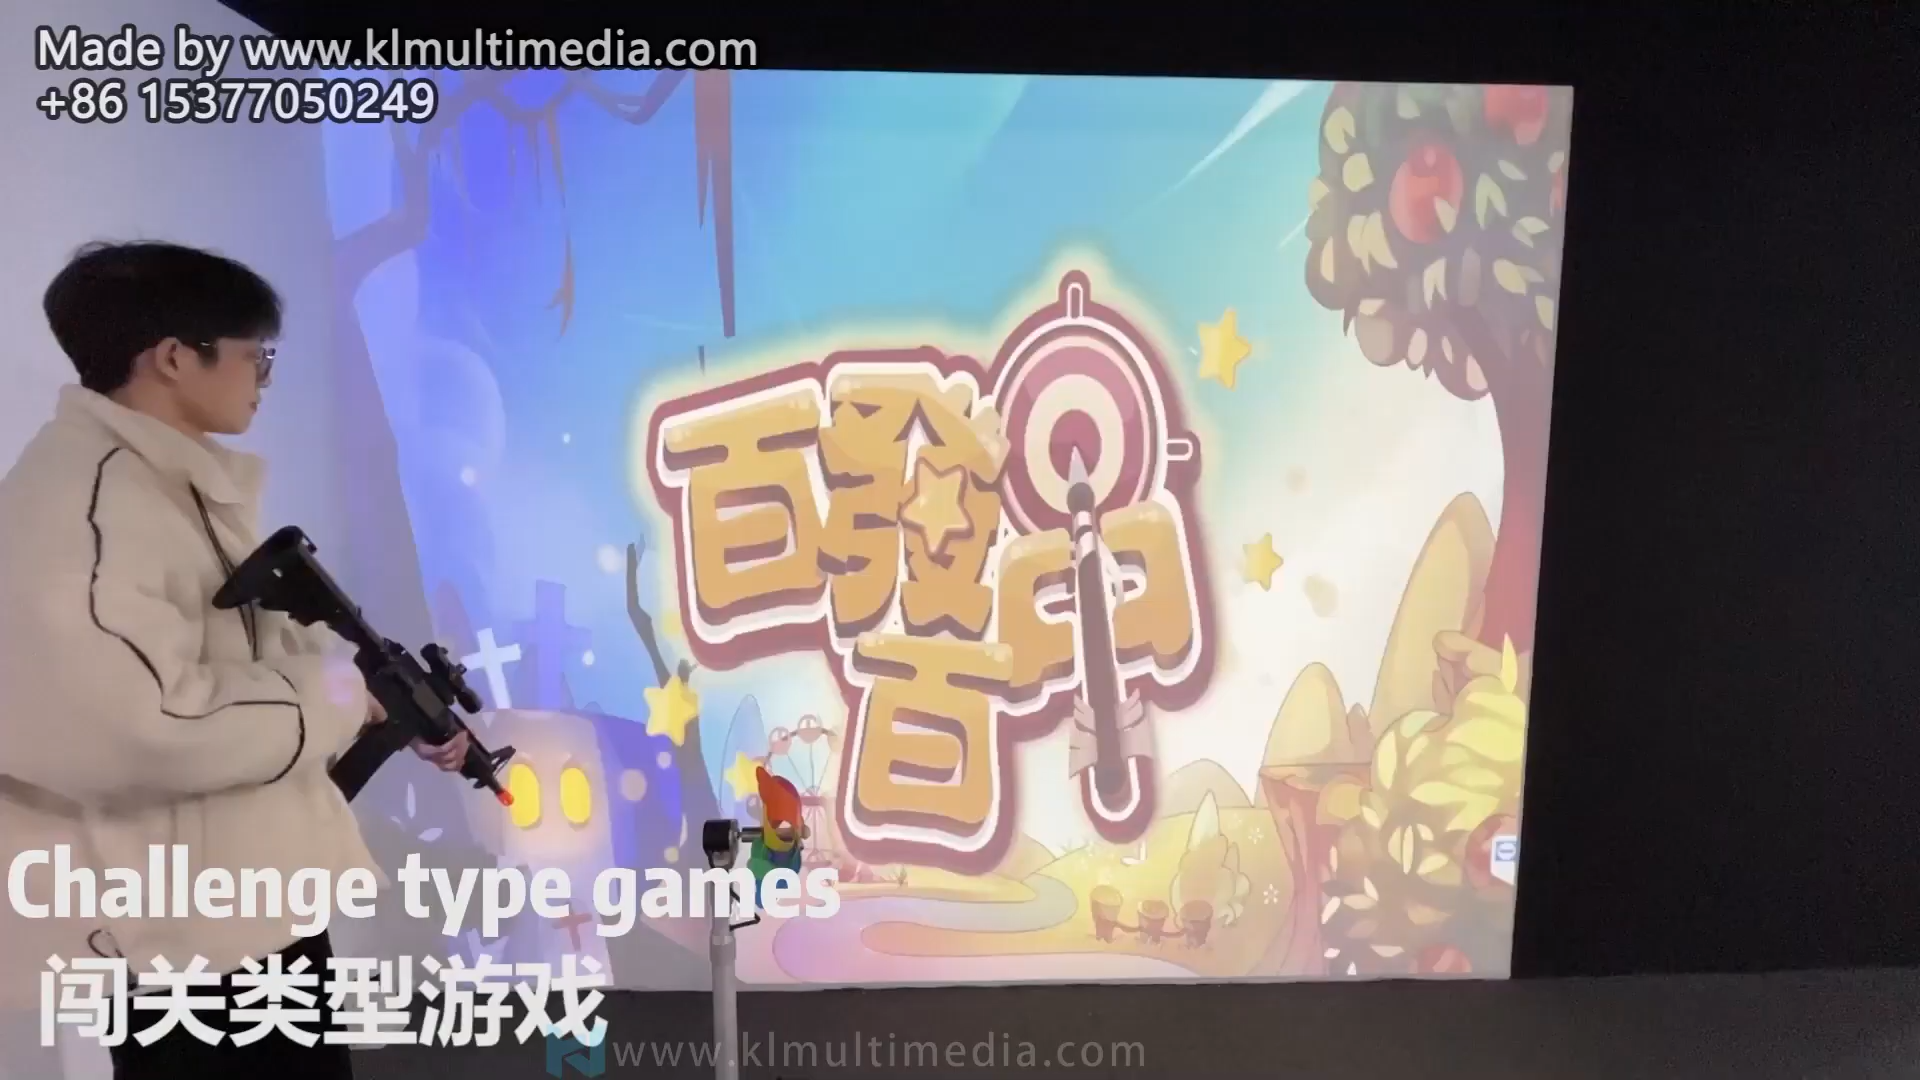 Made by www.klmultimedia.com
+86 15377050249
百發
百中
Challenge type games
闯关类型游戏
www.klmultimedia.com